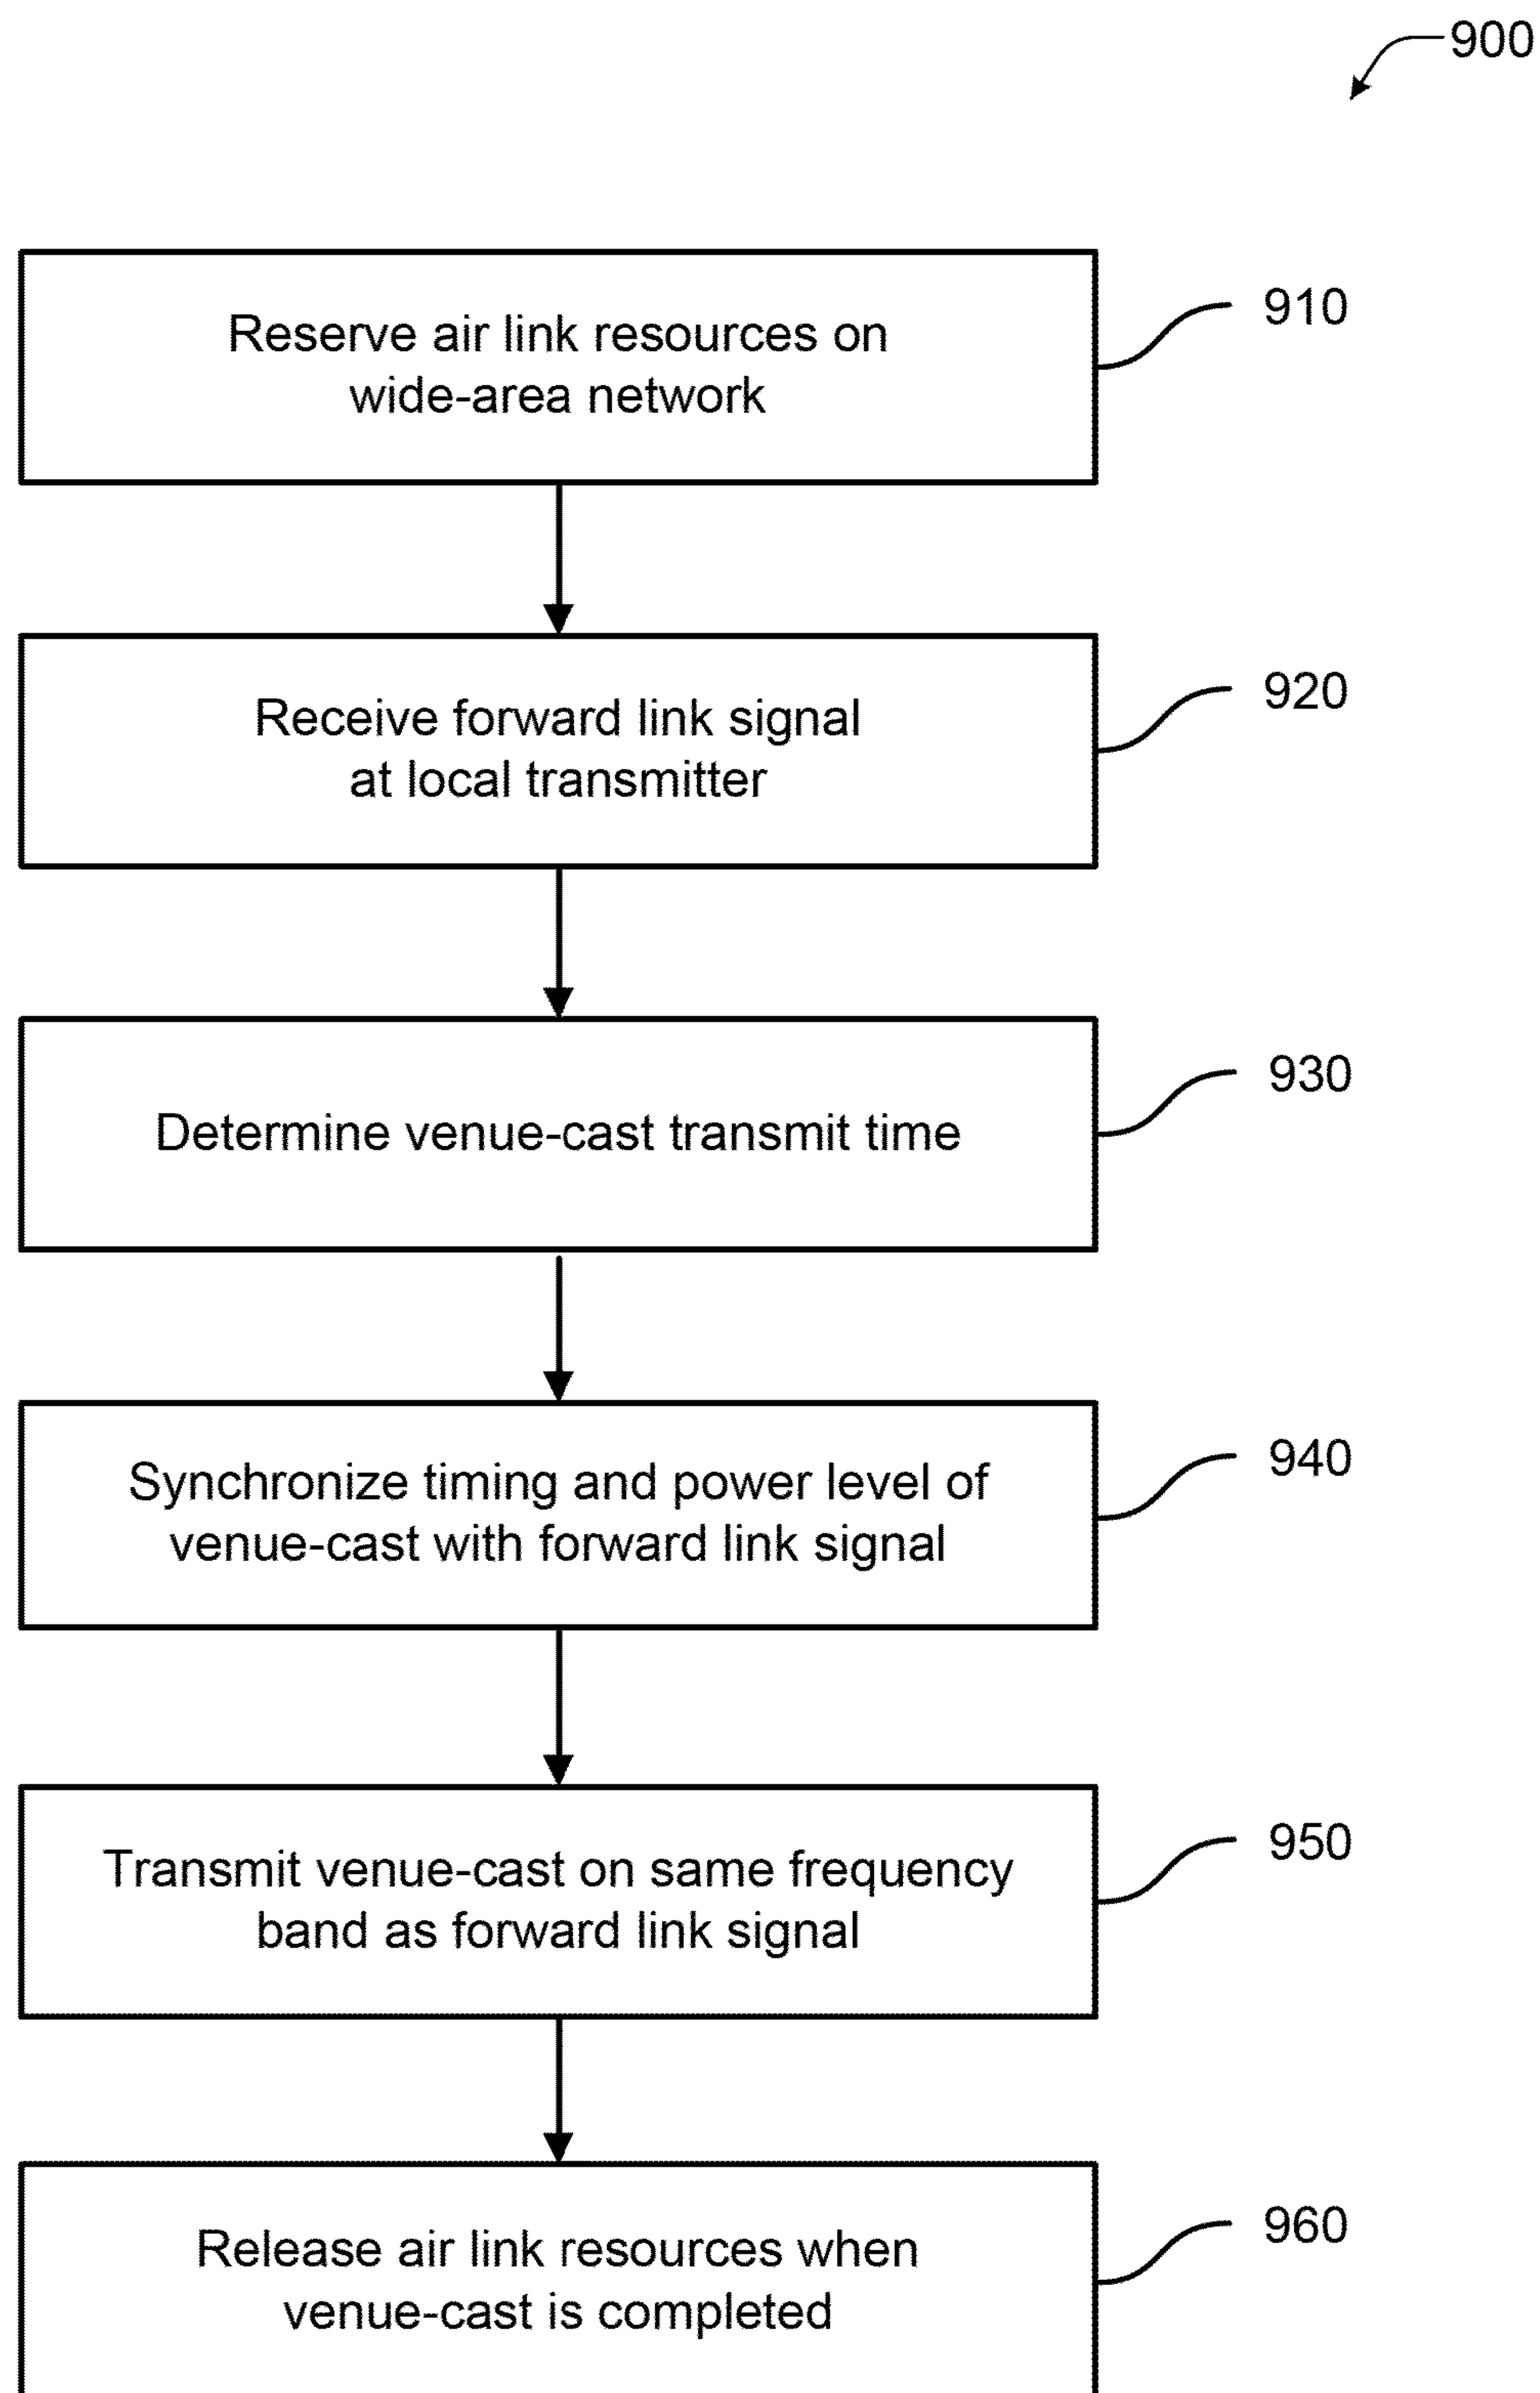 900
Reserve air link resources on
wide-area network
910
Receive forward link signal
at local transmitter
920
Determine venue-cast transmit time
930
Synchronize timing and power level of
venue-cast with forward link signal
940
Transmit venue-cast on same frequency
band as forward link signal
950
Release air link resources when
venue-cast is completed
960